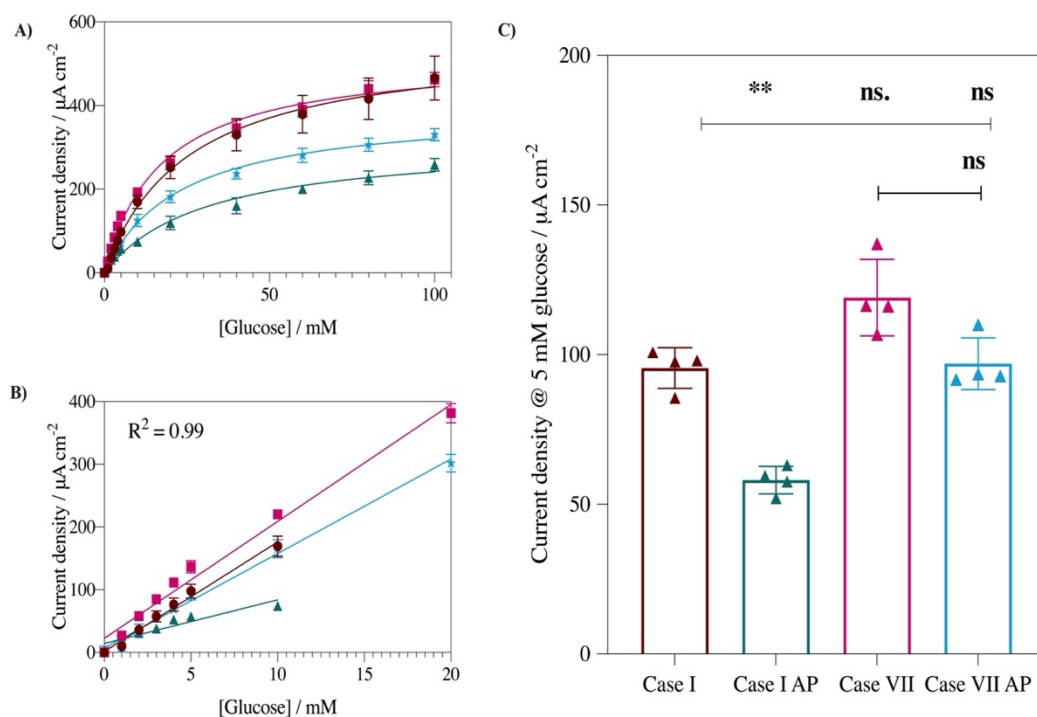 A)
Current density / μA cm-2
600
400
200
0
0
50
100
[Glucose] / mM
B)
R2 = 0.99
Current density / μA cm-2
400
300
200
100
0
0
5
10
15
20
[Glucose] / mM
C)
Current density @ 5 mM glucose / μA cm-2
200
150
100
50
0
** ns. ns
ns
Case I Case I AP Case VII Case VII AP